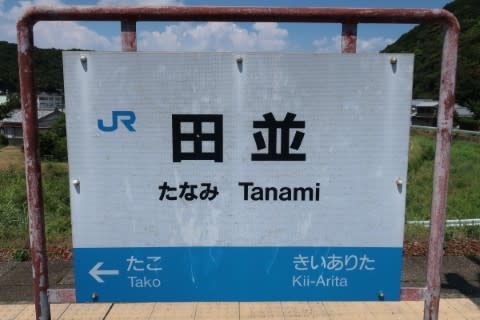 JR
田並
たなみ Tanami
← たこ きいありた
Tako Kii-Arita